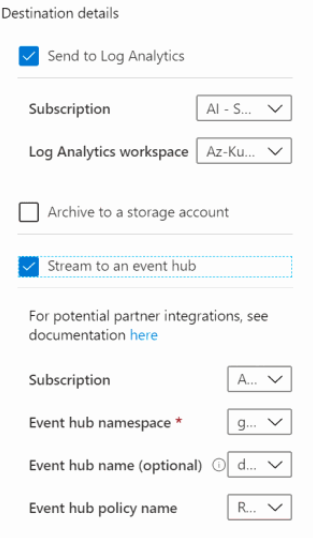 Destination details
Send to Log Analytics
Subscription AI - S...
Log Analytics workspace Az-Ku...
Archive to a storage account
Stream to an event hub
For potential partner integrations, see
documentation here
Subscription A...
Event hub namespace * g...
Event hub name (optional) d...
Event hub policy name R...